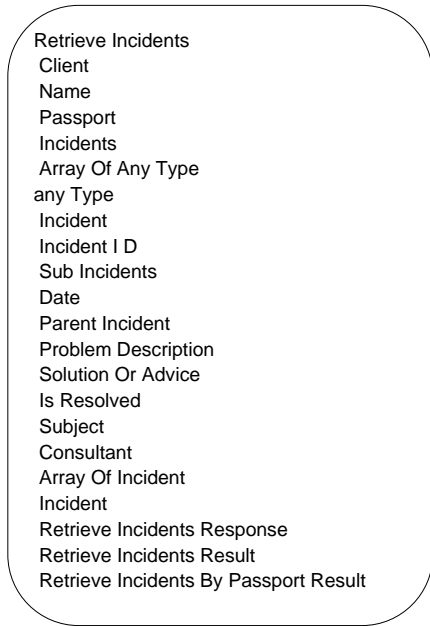 Retrieve Incidents
Client
Name
Passport
Incidents
Array Of Any Type
any Type
Incident
Incident I D
Sub Incidents
Date
Parent Incident
Problem Description
Solution Or Advice
Is Resolved
Subject
Consultant
Array Of Incident
Incident
Retrieve Incidents Response
Retrieve Incidents Result
Retrieve Incidents By Passport Result